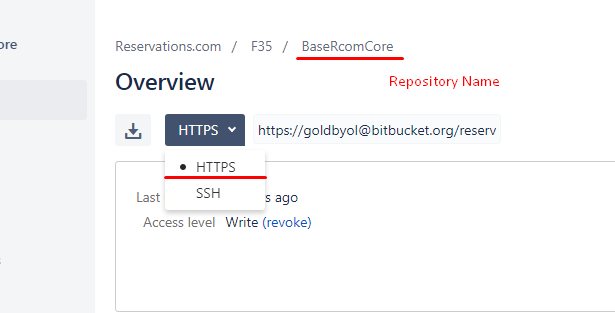 ore
Reservations.com / F35 / BaseRcomCore
Overview
Repository Name
HTTPS
https://goldbyol@bitbucket.org/reserv
HTTPS
SSH
Last s ago
Access level Write (revoke)
s